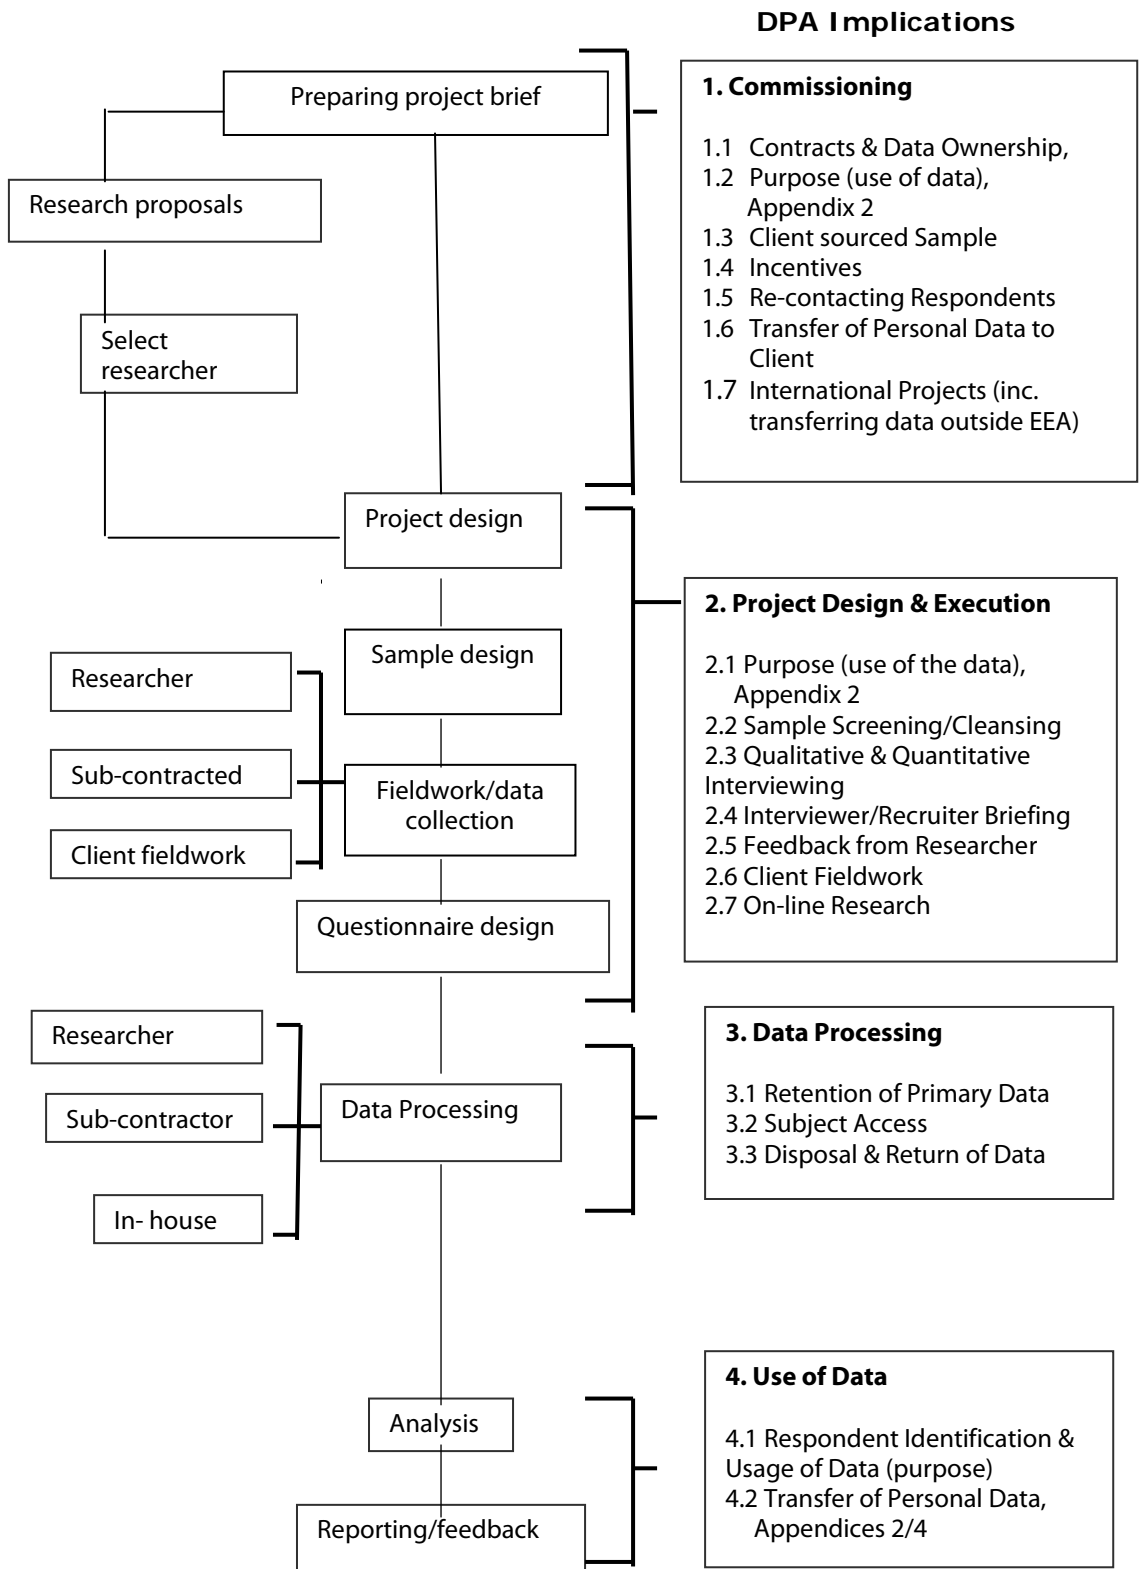 DPA Implications
Preparing project brief
Research proposals
Select
researcher
1. Commissioning
1.1 Contracts & Data Ownership,
1.2 Purpose (use of data),
Appendix 2
1.3 Client sourced Sample
1.4 Incentives
1.5 Re-contacting Respondents
1.6 Transfer of Personal Data to
Client
1.7 International Projects (inc.
transferring data outside EEA)
Project design
Sample design
Researcher
Sub-contracted
Client fieldwork
Fieldwork/data
collection
Questionnaire design
2. Project Design & Execution
2.1 Purpose (use of the data),
Appendix 2
2.2 Sample Screening/Cleansing
2.3 Qualitative & Quantitative
Interviewing
2.4 Interviewer/Recruiter Briefing
2.5 Feedback from Researcher
2.6 Client Fieldwork
2.7 On-line Research
Researcher
Sub-contractor
In- house
Data Processing
3. Data Processing
3.1 Retention of Primary Data
3.2 Subject Access
3.3 Disposal & Return of Data
Analysis
Reporting/feedback
4. Use of Data
4.1 Respondent Identification &
Usage of Data (purpose)
4.2 Transfer of Personal Data,
Appendices 2/4